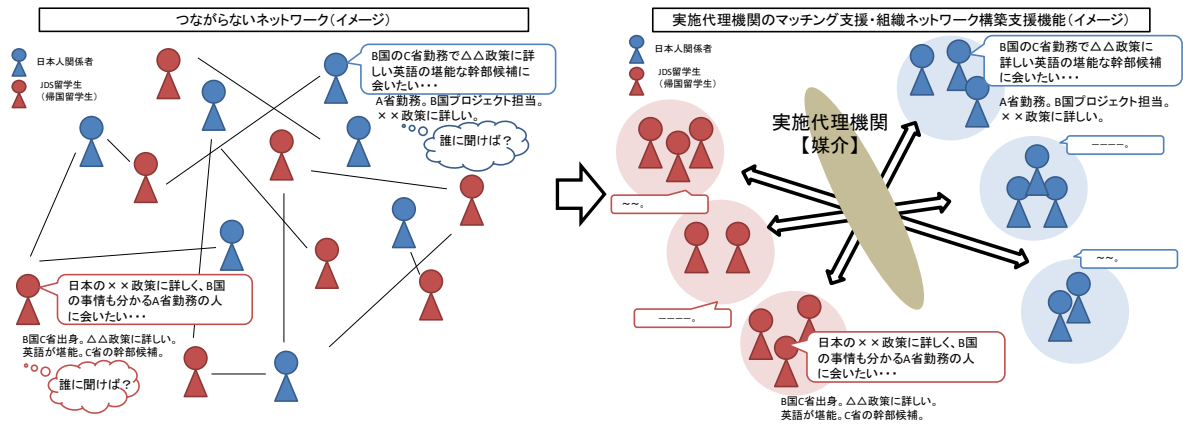 つながらないネットワーク（イメージ）
日本人関係者
JDS留学生
（帰国留学生）
B国のC省勤務で△△政策に詳
しい英語の堪能な幹部候補に
会いたい・・・
A省勤務。B国プロジェクト担当。
××政策に詳しい。
誰に聞けば？
日本の××政策に詳しく、B国
の事情も分かるA省勤務の人
に会いたい・・・
B国C省出身。△△政策に詳しい。
英語が堪能。C省の幹部候補。
誰に聞けば？
実施代理機関のマッチング支援・組織ネットワーク構築支援機能（イメージ）
日本人関係者
JDS留学生
（帰国留学生）
B国のC省勤務で△△政策に
詳しい英語の堪能な幹部候補
に会いたい・・・
A省勤務。B国プロジェクト担当。
××政策に詳しい。
実施代理機関
【媒介】
－－－－。
～～。
～～。
－－－－。
日本の××政策に詳しく、B国
の事情も分かるA省勤務の人
に会いたい・・・
B国C省出身。△△政策に詳しい。
英語が堪能。C省の幹部候補。